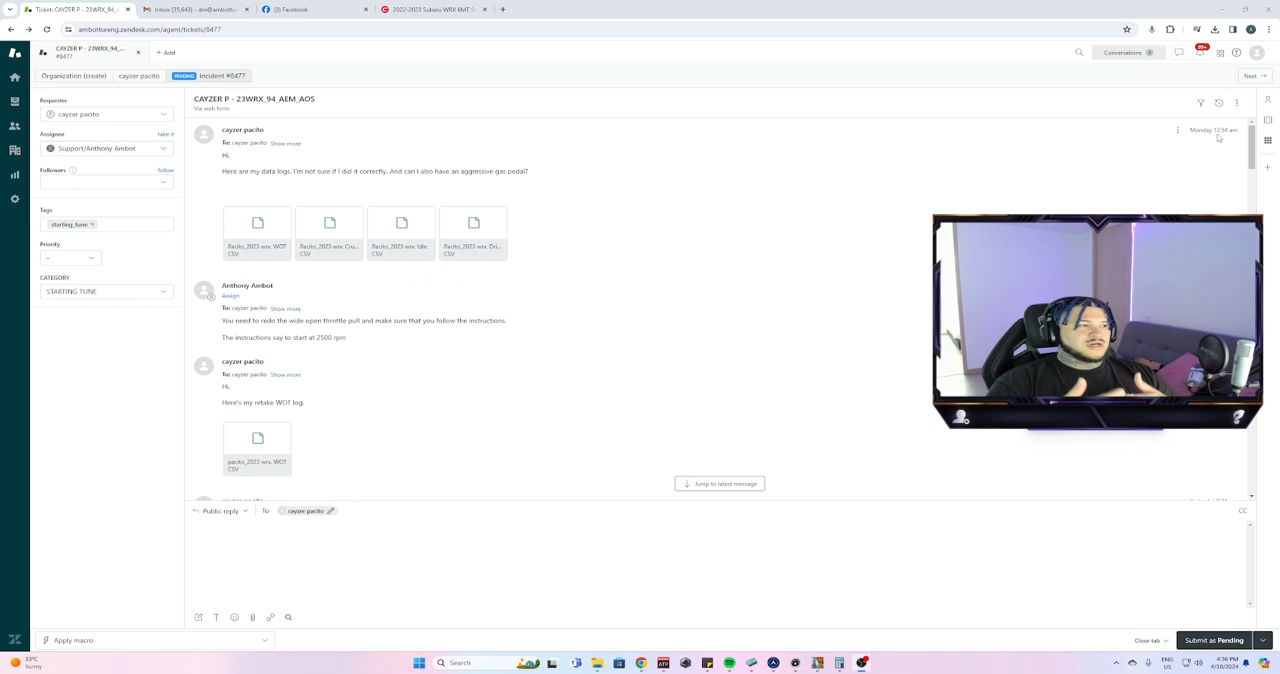 Ticket: CAYZER P - 23WRX_94_A
Inbox (35,643) - dre@ambottun
(3) Facebook
2022-2023 Subaru WRX 6MT S
ambottuning.zendesk.com/agent/tickets/8477
CAYZER P - 23WRX_94_...
#8477
+ Add
Conversations 0
99+
Organization (create)
cayzer pacito
PENDING Incident #8477
Next
Requester
cayzer pacito
Assignee
take it
Support/Anthony Ambot
Followers
follow
Tags
starting_tune
Priority
-
CATEGORY
STARTING TUNE
CAYZER P - 23WRX_94_AEM_AOS
Via web form
cayzer pacito
Monday 12:54 am
To: cayzer pacito Show more
Hi,
Here are my data logs. I'm not sure if I did it correctly. And can I also have an aggressive gas pedal?
Pacito_2023 wrx. WOT
CSV
Pacito_2023 wrx. Cru...
CSV
Pacito_2023 wrx. Idle
CSV
Pacito_2023 wrx. Dri...
CSV
Anthony Ambot
Assign
To: cayzer pacito Show more
You need to redo the wide open throttle pull and make sure that you follow the instructions.
The instructions say to start at 2500 rpm
cayzer pacito
To: cayzer pacito Show more
Hi,
Here's my retake WOT log.
pacito_2023 wrx. WOT
CSV
Jump to latest message
Public reply
To
cayzer pacito
CC
Apply macro
Close tab
Submit as Pending
33°C
Sunny
Search
ATP
ENG
US
4:36 PM
4/10/2024